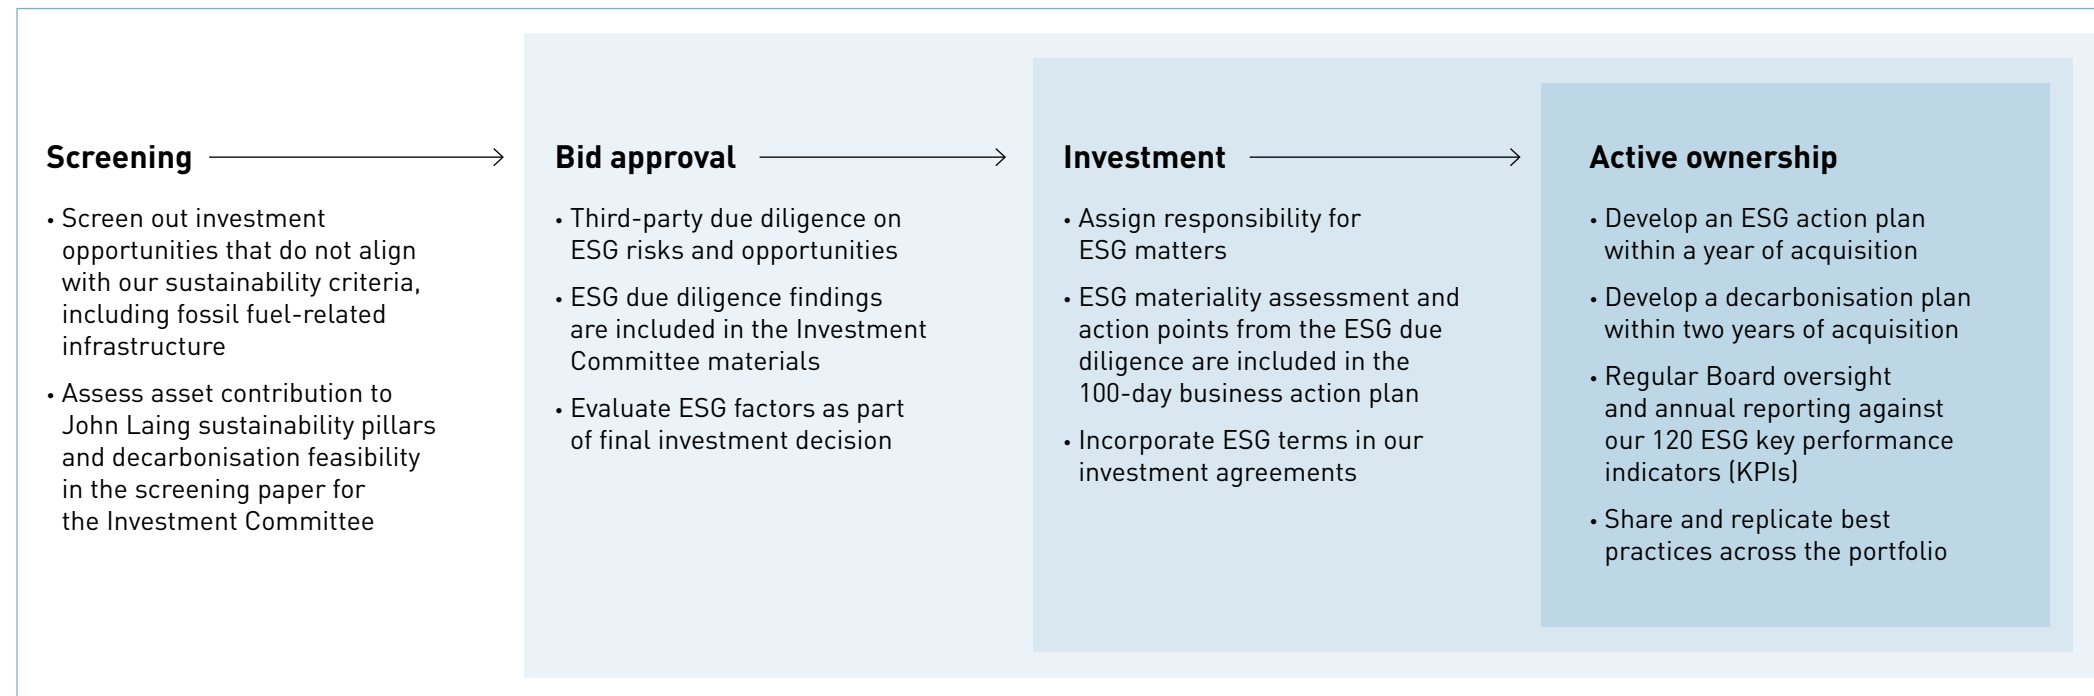 Screening
• Screen out investment
opportunities that do not align
with our sustainability criteria,
including fossil fuel-related
infrastructure
• Assess asset contribution to
John Laing sustainability pillars
and decarbonisation feasibility
in the screening paper for
the Investment Committee
Bid approval
• Third-party due diligence on
ESG risks and opportunities
• ESG due diligence findings
are included in the Investment
Committee materials
• Evaluate ESG factors as part
of final investment decision
Investment
• Assign responsibility for
ESG matters
• ESG materiality assessment and
action points from the ESG due
diligence are included in the
100-day business action plan
• Incorporate ESG terms in our
investment agreements
Active ownership
• Develop an ESG action plan
within a year of acquisition
• Develop a decarbonisation plan
within two years of acquisition
• Regular Board oversight
and annual reporting against
our 120 ESG key performance
indicators (KPIs)
• Share and replicate best
practices across the portfolio